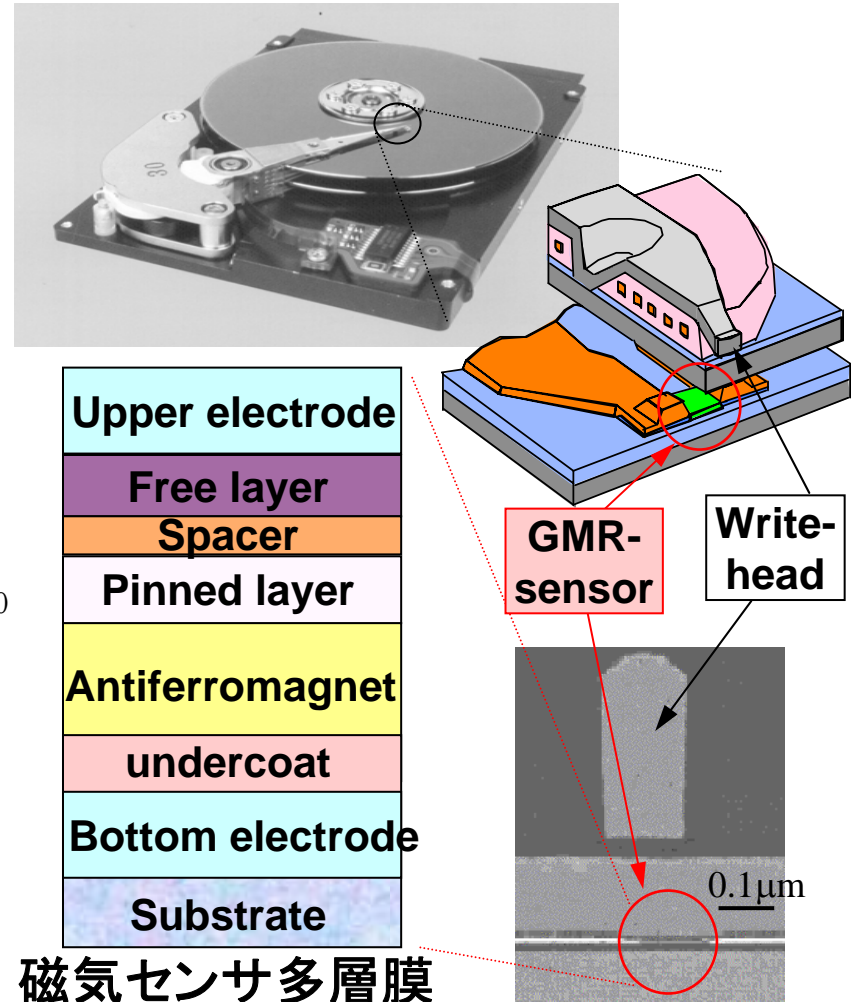 30
Upper electrode
Free layer
Spacer
Pinned layer
Antiferromagnet
undercoat
Bottom electrode
Substrate
磁気センサ多層膜
GMR-
sensor
Write-
head
0.1μm
0